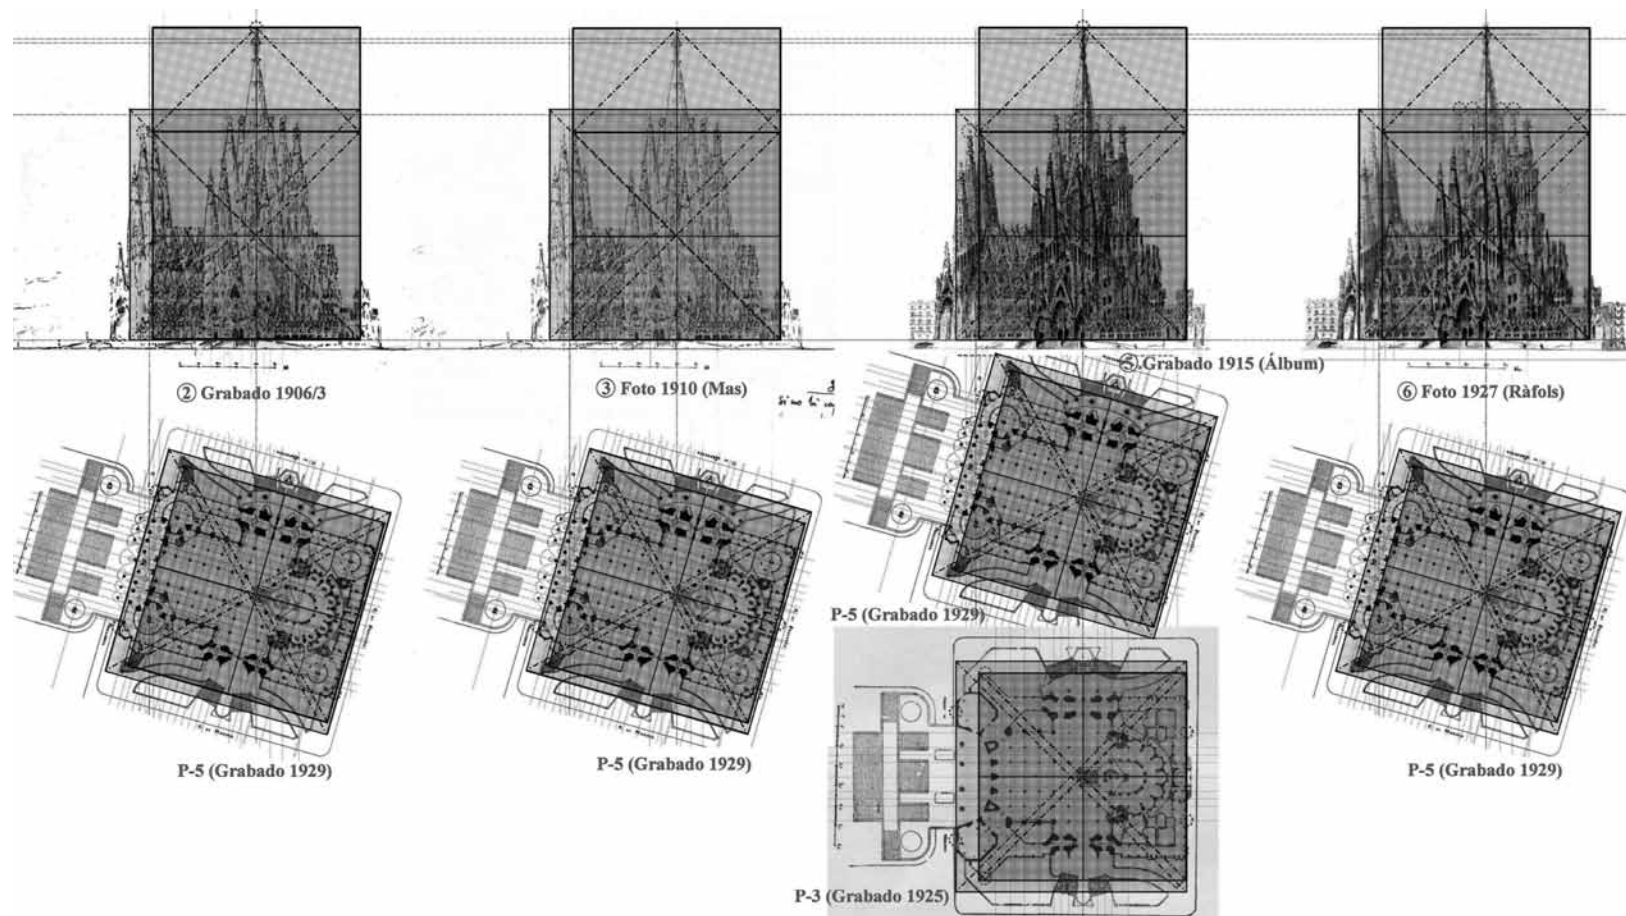 ② Grabado 1906/3
③ Foto 1910 (Mas)
⑤.Grabado 1915 (Álbum)
⑥ Foto 1927 (Ràfols)
P-5 (Grabado 1929)
P-5 (Grabado 1929)
P-5 (Grabado 1929)
P-5 (Grabado 1929)
P-3 (Grabado 1925)